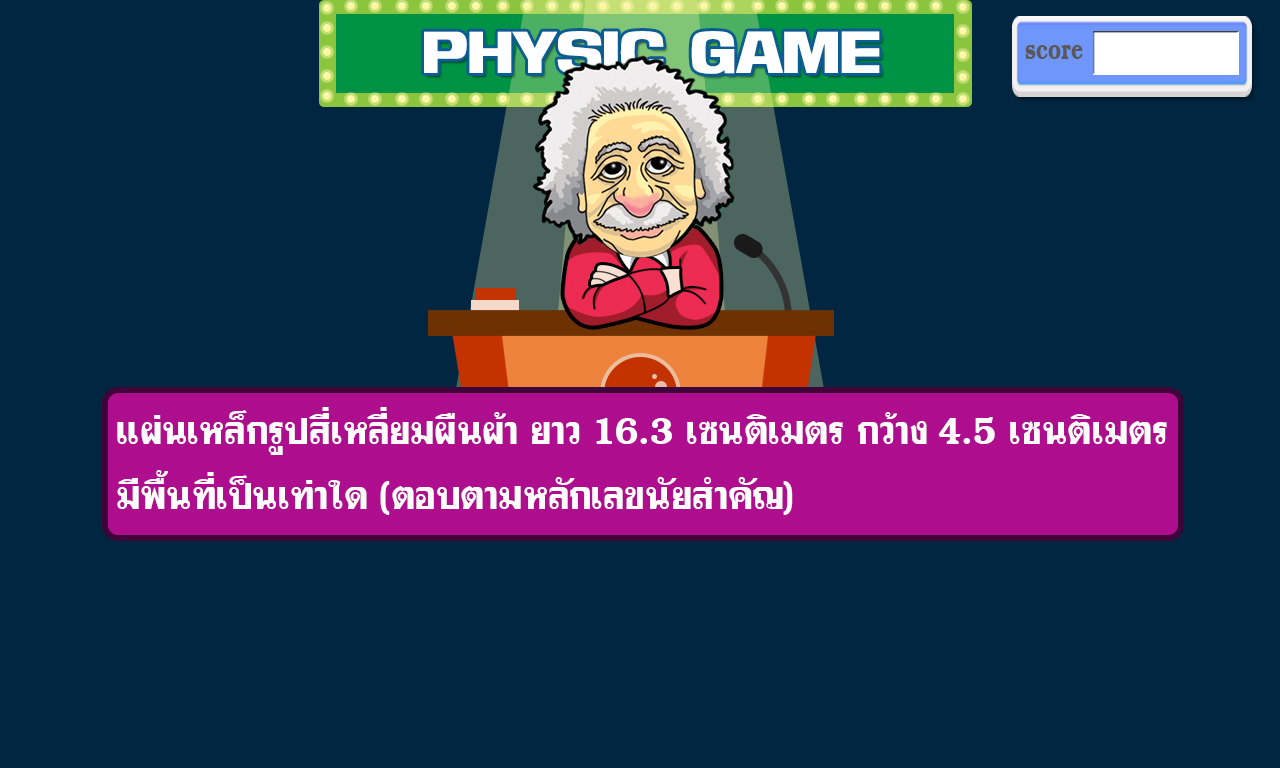 PHYSIC GAME
score
แผ่นเหล็กรูปสี่เหลี่ยมผืนผ้า ยาว 16.3 เซนติเมตร กว้าง 4.5 เซนติเมตร
มีพื้นที่เป็นเท่าใด (ตอบตามหลักเลขนัยสำคัญ)